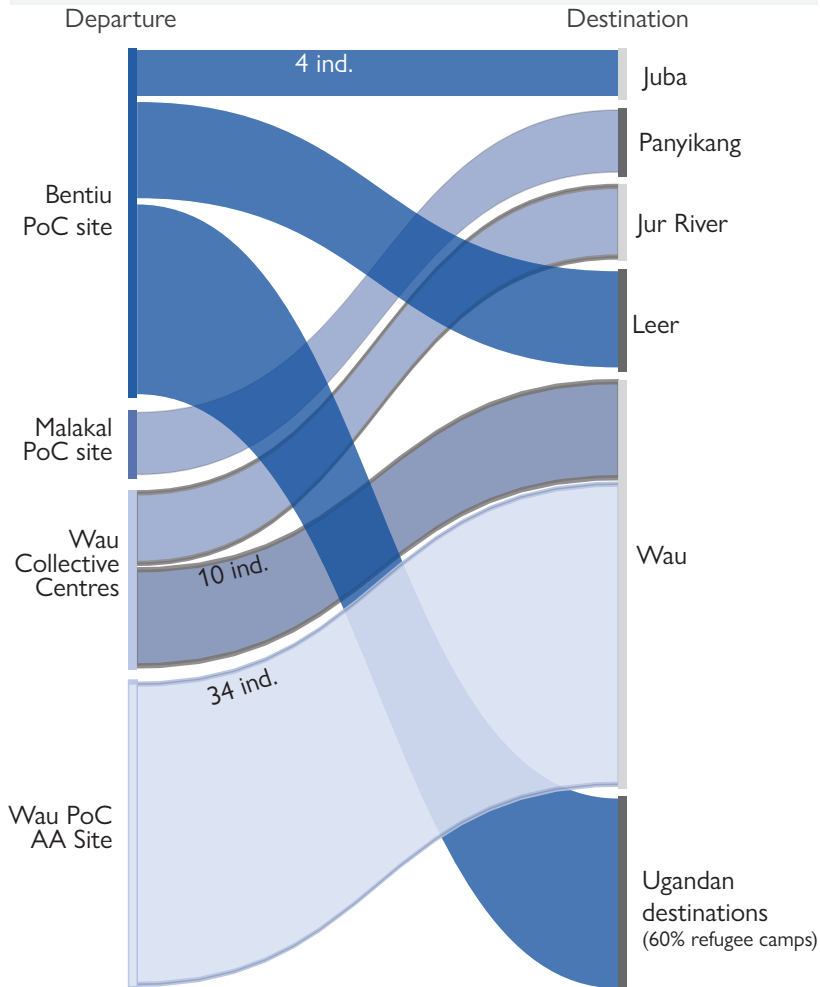 Departure
Destination
4 ind.
Juba
Panyikang
Bentiu
PoC site
Jur River
Leer
Malakal
PoC site
Wau
Collective
Centres
10 ind.
Wau
34 ind.
Wau PoC
AA Site
Ugandan
destinations
(60% refugee camps)